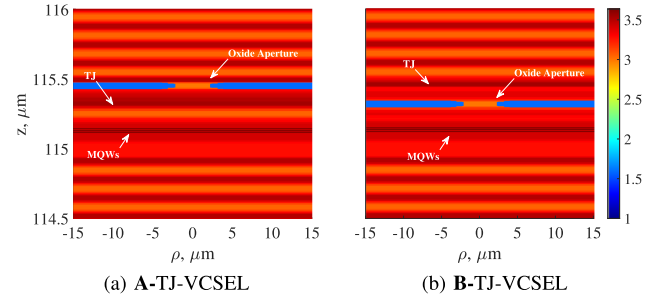 116
115.5
115
114.5
z, μm
TJ
Oxide Aperture
MQWs
-15 -10 -5 0 5 10 15
ρ, μm
(a) A-TJ-VCSEL
TJ
Oxide Aperture
MQWs
-15 -10 -5 0 5 10 15
ρ, μm
(b) B-TJ-VCSEL
3.5
3
2.5
2
1.5
1